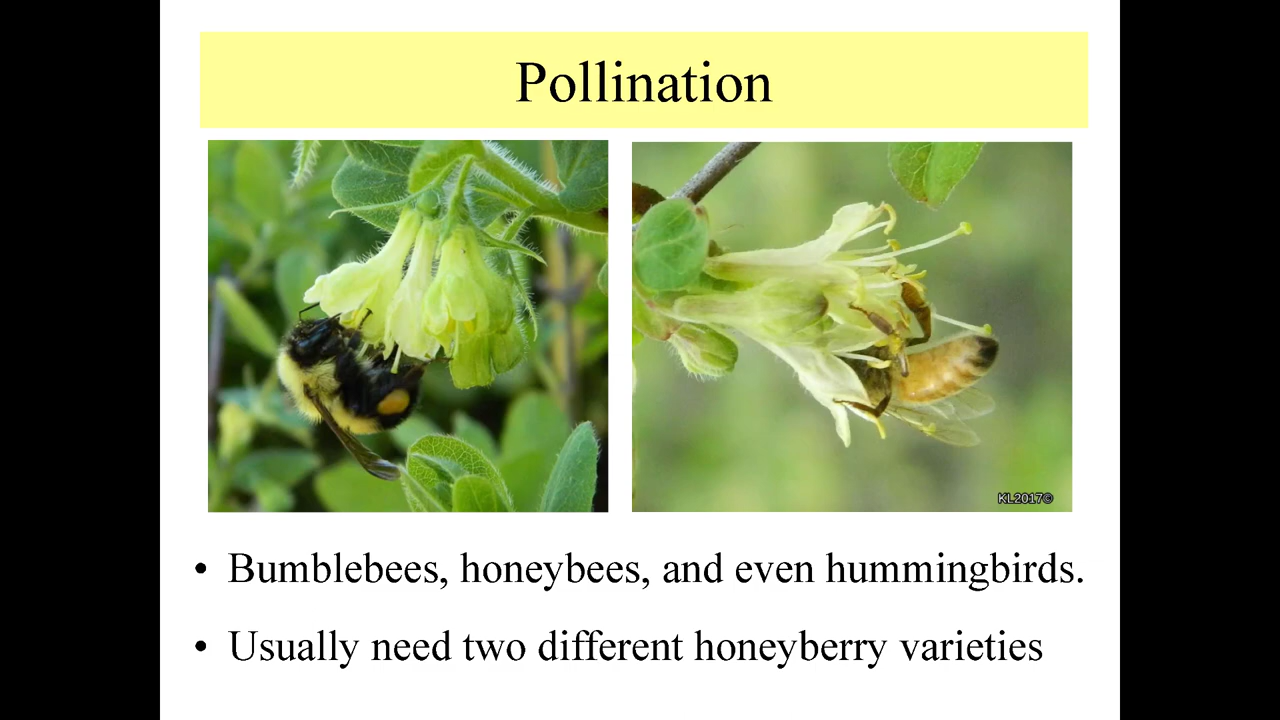 Pollination
KL2017©
• Bumblebees, honeybees, and even hummingbirds.
• Usually need two different honeyberry varieties